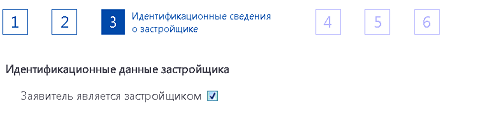 1 2 3 Идентификационные сведения
о застройщике
4 5 6
Идентификационные данные застройщика
Заявитель является застройщиком